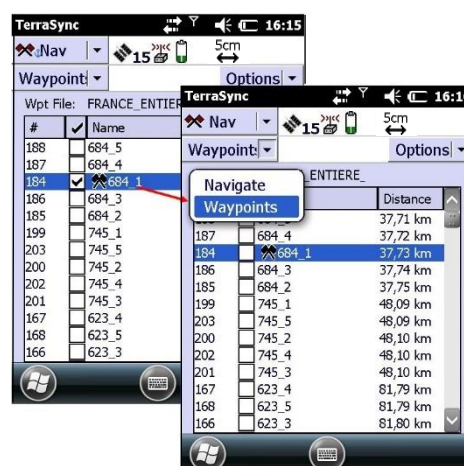 TerraSync 16:15
Nav 15 5cm
Waypoint: Options
Wpt File: FRANCE_ENTIER
# Name
188 684_5
187 684_4
184 684_1
186 684_3
185 684_2
199 745_1
203 745_5
200 745_2
202 745_4
201 745_3
167 623_4
168 623_5
166 623_3
TerraSync 16:1
Nav 15 5cm
Waypoint: Options
_ENTIERE_
Navigate
Waypoints
Distance
37,71 km
187 684_4 37,72 km
184 684_1 37,73 km
186 684_3 37,74 km
185 684_2 37,75 km
199 745_1 48,09 km
203 745_5 48,09 km
200 745_2 48,10 km
202 745_4 48,10 km
201 745_3 48,10 km
167 623_4 81,79 km
168 623_5 81,79 km
166 623_3 81,80 km